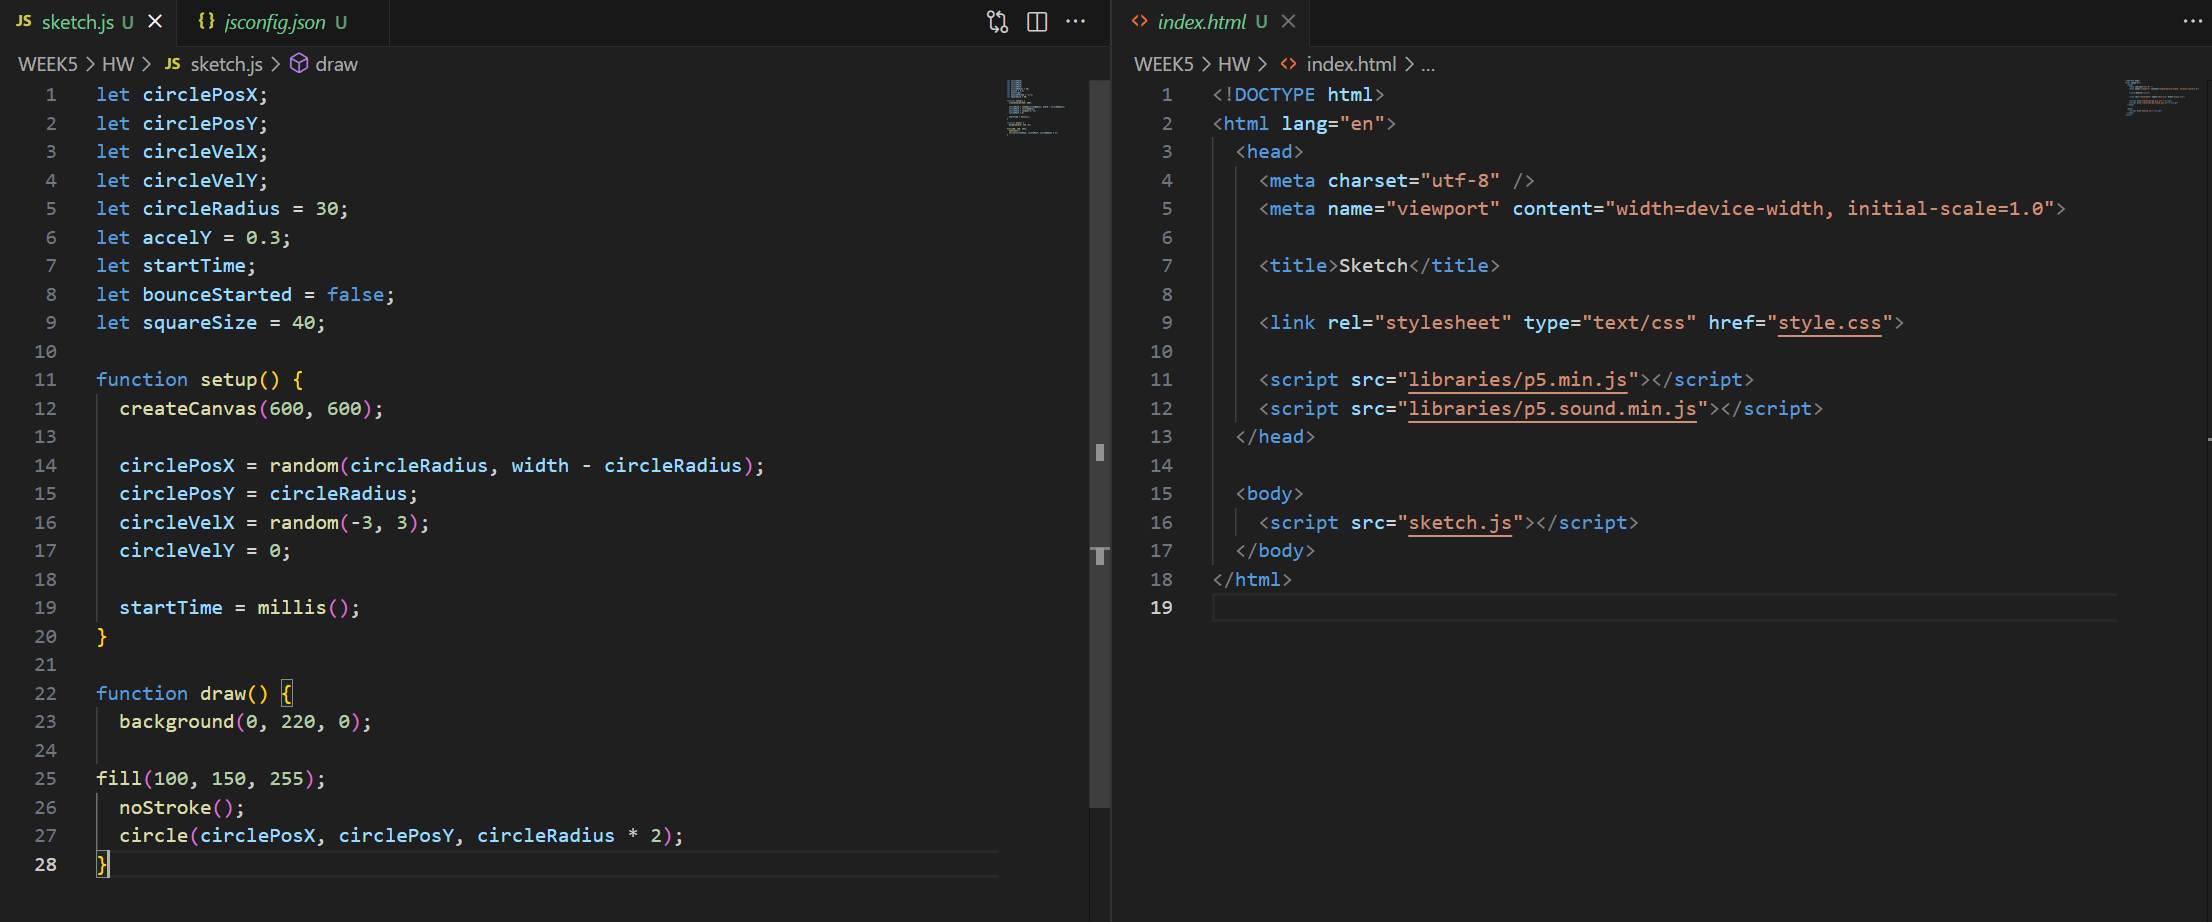 JS sketch.js U
{} jsconfig.json U
WEEK5 > HW > JS sketch.js > draw
1 let circlePosX;
2 let circlePosY;
3 let circleVelX;
4 let circleVelY;
5 let circleRadius = 30;
6 let accelY = 0.3;
7 let startTime;
8 let bounceStarted = false;
9 let squareSize = 40;
10
11 function setup() {
12   createCanvas(600, 600);
13
14   circlePosX = random(circleRadius, width - circleRadius);
15   circlePosY = circleRadius;
16   circleVelX = random(-3, 3);
17   circleVelY = 0;
18
19   startTime = millis();
20 }
21
22 function draw() {
23   background(0, 220, 0);
24
25 fill(100, 150, 255);
26   noStroke();
27   circle(circlePosX, circlePosY, circleRadius * 2);
28 }
<> index.html U
WEEK5 > HW > <> index.html > ...
1 <!DOCTYPE html>
2 <html lang="en">
3   <head>
4     <meta charset="utf-8" />
5     <meta name="viewport" content="width=device-width, initial-scale=1.0">
6
7     <title>Sketch</title>
8
9     <link rel="stylesheet" type="text/css" href="style.css">
10
11     <script src="libraries/p5.min.js"></script>
12     <script src="libraries/p5.sound.min.js"></script>
13   </head>
14
15   <body>
16     <script src="sketch.js"></script>
17   </body>
18 </html>
19